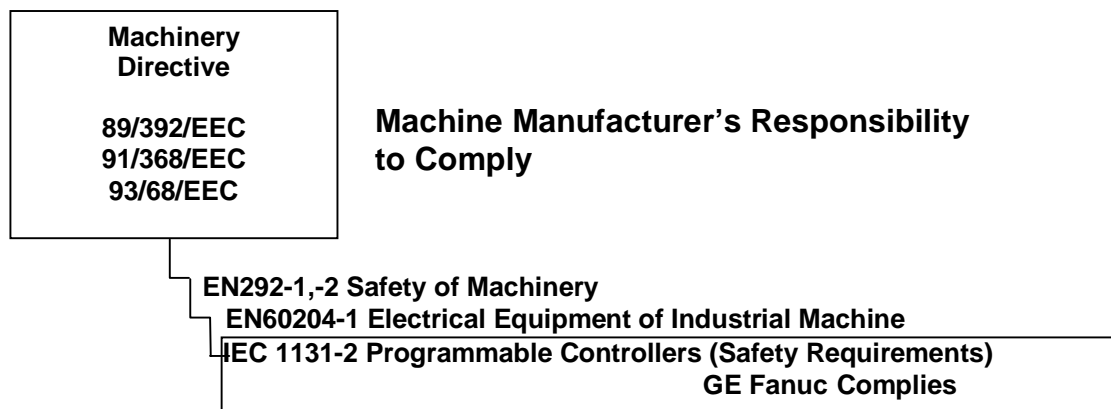 Machinery
Directive
89/392/EEC
91/368/EEC
93/68/EEC
Machine Manufacturer's Responsibility
to Comply
EN292-1,-2 Safety of Machinery
EN60204-1 Electrical Equipment of Industrial Machine
IEC 1131-2 Programmable Controllers (Safety Requirements)
GE Fanuc Complies